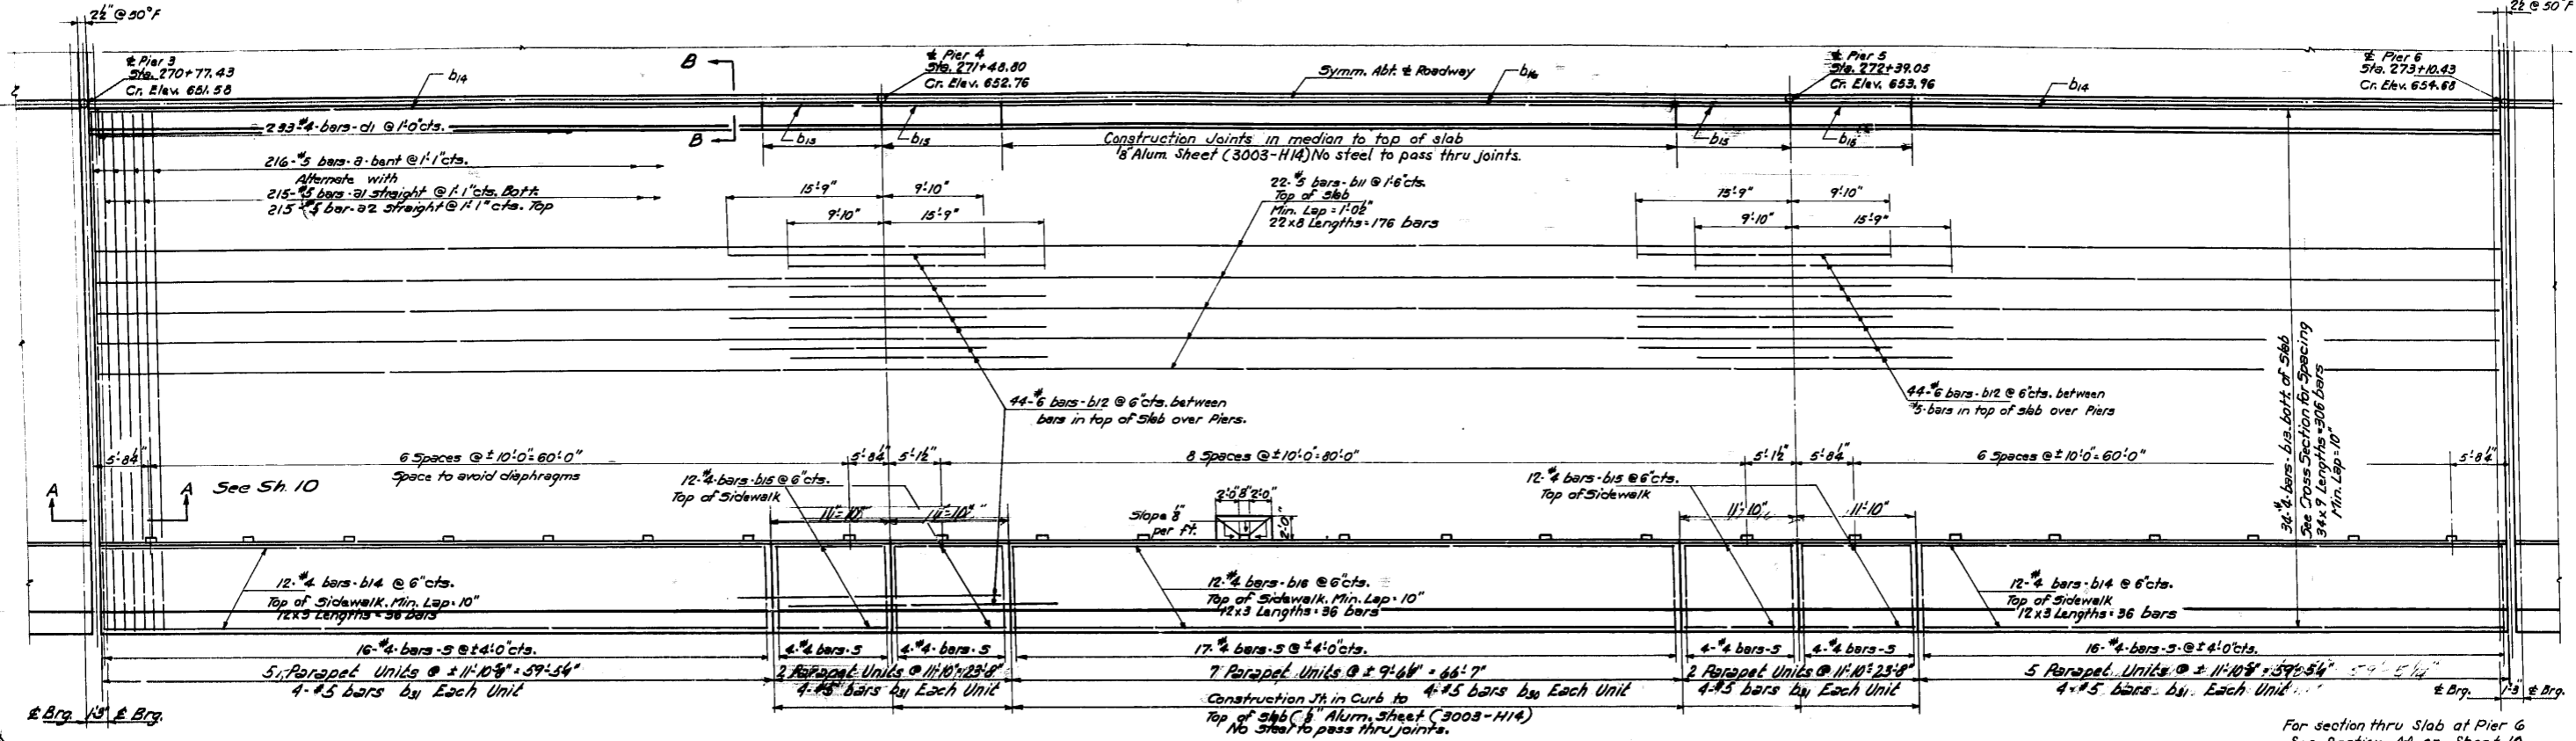 2½" @ 50°F
2½ @ 50°F
℄ Pier 3
Sta. 270+77.43
Cr. Elev. 651.58
b14
B
℄ Pier 4
Sta. 271+48.80
Cr. Elev. 652.76
Symm. Abt. ℄ Roadway
b16
℄ Pier 5
Sta. 272+39.05
Cr. Elev. 653.96
b14
℄ Pier 6
Sta. 273+10.43
Cr. Elev. 654.68
233-#4-bars-d1 @ 1'-0"cts.
B
b13
b15
Construction Joints in median to top of slab
⅛" Alum. Sheet (3003-H14) No steel to pass thru joints.
b15
b15
216-#5 bars-a-bent @ 1'-1"cts.
Alternate with
215-#5 bars-a1 straight @ 1'-1"cts. Bott.
215-#5 bar-a2 straight @ 1'-1"cts. Top
15'-9"
9'-10"
9'-10"
15'-9"
22-#5 bars-b11 @ 1'-6"cts.
Top of Slab
Min. Lap = 1'-0½"
22x8 Lengths=176 bars
15'-9"
9'-10"
9'-10"
15'-9"
44-#6 bars-b12 @ 6"cts. between
bars in top of Slab over Piers.
44-#6 bars-b12 @ 6"cts. between
#5-bars in top of slab over Piers
34-#4-bars-b13-bott. of Slab
See Cross Section for Spacing
34x9 Lengths=306 bars
Min. Lap=10"
5'-8¼"
6 Spaces @ ±10'-0"=60'-0"
Space to avoid diaphragms
5'-8¼"
5'-1½"
8 Spaces @ ±10'-0"=80'-0"
5'-1½"
5'-8¼"
6 Spaces @ ±10'-0"=60'-0"
5'-8¼"
A
A
See Sh. 10
12-#4-bars-b15 @ 6"cts.
Top of Sidewalk
12-#4 bars-b15 @ 6"cts.
Top of Sidewalk
11'-10"
11'-10"
Slope 8"
per ft.
2'-0" 8" 2'-0"
2'-0"
11'-10"
11'-10"
12-#4 bars-b14 @ 6"cts.
Top of Sidewalk. Min. Lap=10"
12x3 Lengths=36 bars
12-#4 bars-b16 @ 6"cts.
Top of Sidewalk. Min. Lap=10"
12x3 Lengths=36 bars
12-#4 bars-b14 @ 6"cts.
Top of Sidewalk
12x3 Lengths=36 bars
16-#4-bars-S @ ±4'-0"cts.
4-#4 bars-S
4-#4-bars-S
17-#4 bars-S @ ±4'-0"cts.
4-#4 bars-S
4-#4 bars-S
16-#4-bars-S-@ ±4'-0"cts.
5 Parapet Units @ ± 11'-10⅝" = 59'-5¼"
2 Parapet Units @ 11'-10"=23'-8"
7 Parapet Units @ ± 9'-6⅛" = 66'-7"
2 Parapet Units @ 11'-10"=23'-8"
5 Parapet Units @ ± 11'-10⅝" = 59'-5¼"
4-#5 bars b31 Each Unit
4-#5 bars b31 Each Unit
4-#5 bars b30 Each Unit
4-#5 bars b31 Each Unit
4-#5 bars b31 Each Unit
Construction Jt. in Curb to
Top of Slab (⅛" Alum. Sheet (3003-H14)
No Steel to pass thru joints.
℄ Brg.
1'-3"
℄ Brg.
℄ Brg.
1'-3"
℄ Brg.
For section thru Slab at Pier 6